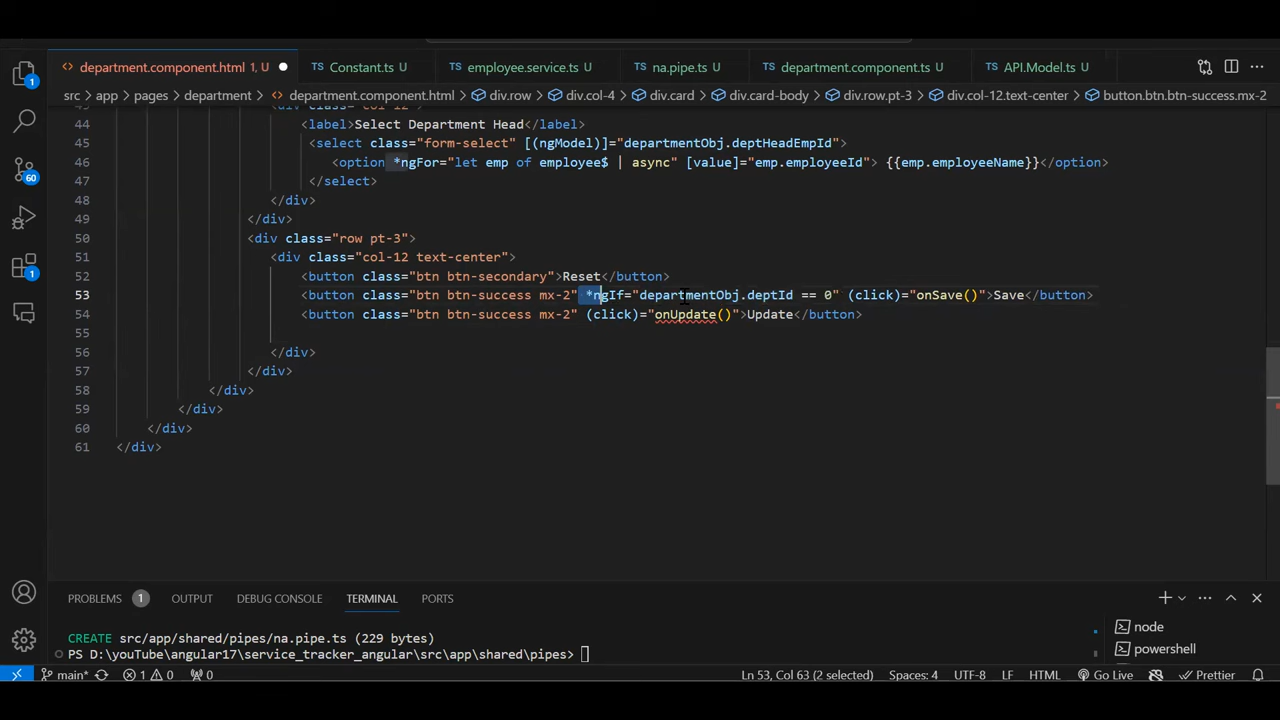 department.component.html 1, U
Constant.ts U
employee.service.ts U
na.pipe.ts U
department.component.ts U
API.Model.ts U
src > app > pages > department > department.component.html > div.row > div.col-4 > div.card > div.card-body > div.row.pt-3 > div.col-12.text-center > button.btn.btn-success.mx-2
44 <label>Select Department Head</label>
45 <select class="form-select" [(ngModel)]="departmentObj.deptHeadEmpId">
46 <option *ngFor="let emp of employee$ | async" [value]="emp.employeeId"> {{emp.employeeName}}</option>
47 </select>
48 </div>
49 </div>
50 <div class="row pt-3">
51 <div class="col-12 text-center">
52 <button class="btn btn-secondary">Reset</button>
53 <button class="btn btn-success mx-2" *ngIf="departmentObj.deptId == 0" (click)="onSave()">Save</button>
54 <button class="btn btn-success mx-2" (click)="onUpdate()">Update</button>
55
56 </div>
57 </div>
58 </div>
59 </div>
60 </div>
61 </div>
PROBLEMS 1 OUTPUT DEBUG CONSOLE TERMINAL PORTS
CREATE src/app/shared/pipes/na.pipe.ts (229 bytes)
PS D:\youTube\angular17\service_tracker_angular\src\app\shared\pipes>
node
powershell
1
60
1
main* 1 0 0 Ln 53, Col 63 (2 selected) Spaces: 4 UTF-8 LF HTML Go Live Prettier